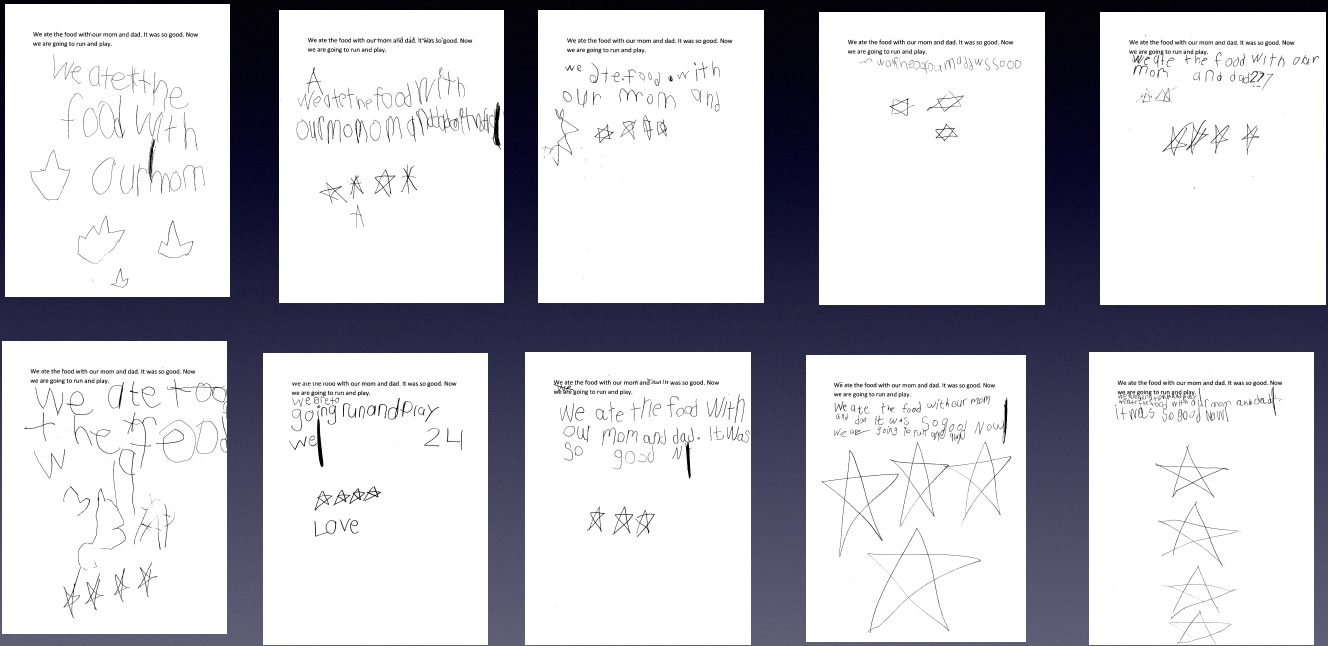 We ate the food with our mom and dad. It was so good. Now
we are going to run and play.
We ate tthe
food with
our mom
We ate the food with our mom and dad. It was so good. Now
we are going to run and play.
A
We ate the food with
our momom and
A
We ate the food with our mom and dad. It was so good. Now
we are going to run and play.
we ate food with
our mom and
We ate the food with our mom and dad. It was so good. Now
we are going to run and play.
We ate the food with our mom and dad. It was so good. Now
we are going to run and play.
we ate the food with our
mom and dad
We ate the food with our mom and dad. It was so good. Now
we are going to run and play.
We ate foo
the food
W
We ate the food with our mom and dad. It was so good. Now
we are to
going run and play
we 24
Love
We ate the food with our mom and dad. It was so good. Now
we are going to run and play.
We ate the food with
our mom and dad. It was
so good N
We ate the food with our mom and dad. It was so good. Now
we are going to run and play.
We ate the food with our mom
and dad It was so good Now
we are going to run and
We ate the food with our mom and dad. It was so good. Now
we are going to run and play.
we ate the food with our mom and dad
it was so good Now